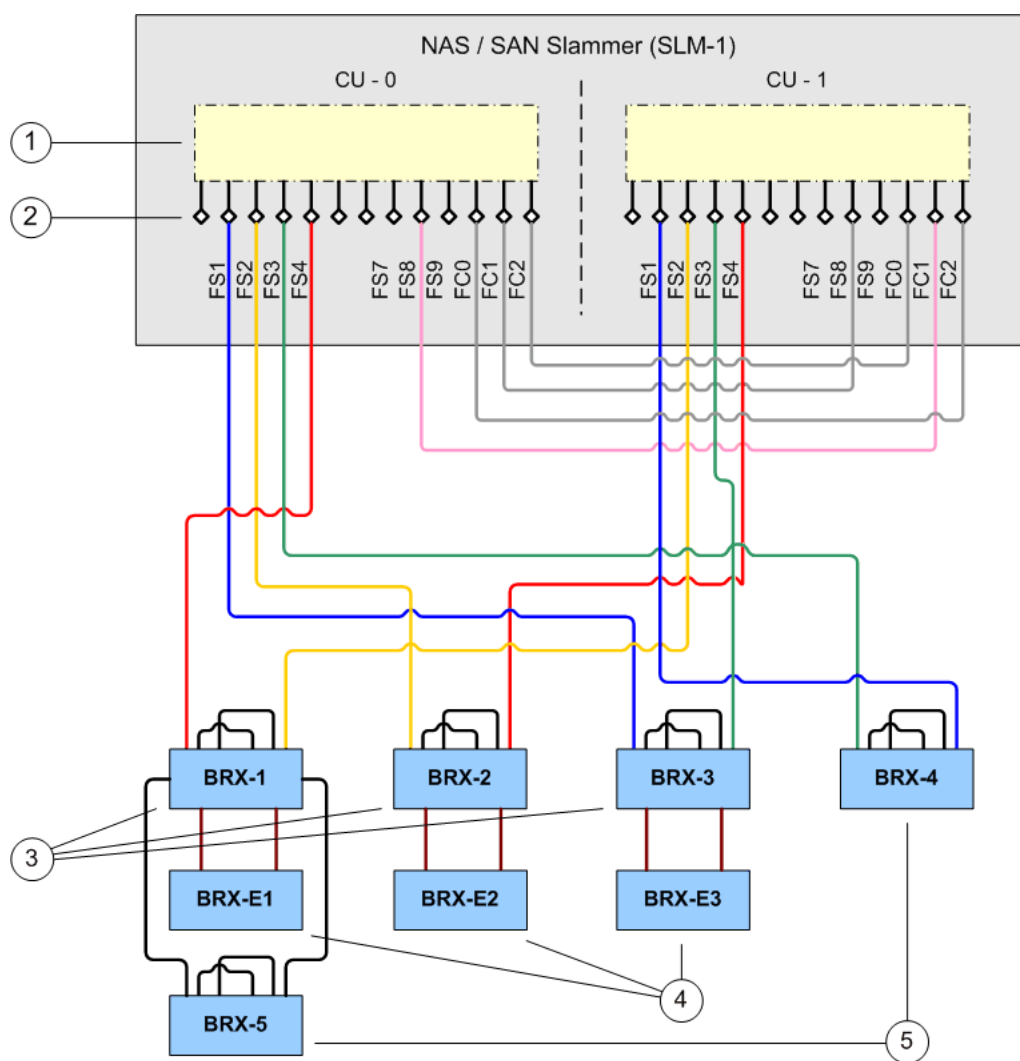 NAS / SAN Slammer (SLM-1)
CU - 0
CU - 1
1
2
FS1
FS2
FS3
FS4
FS7
FS8
FS9
FC0
FC1
FC2
FS1
FS2
FS3
FS4
FS7
FS8
FS9
FC0
FC1
FC2
BRX-1
BRX-2
BRX-3
BRX-4
3
BRX-E1
BRX-E2
BRX-E3
4
BRX-5
5